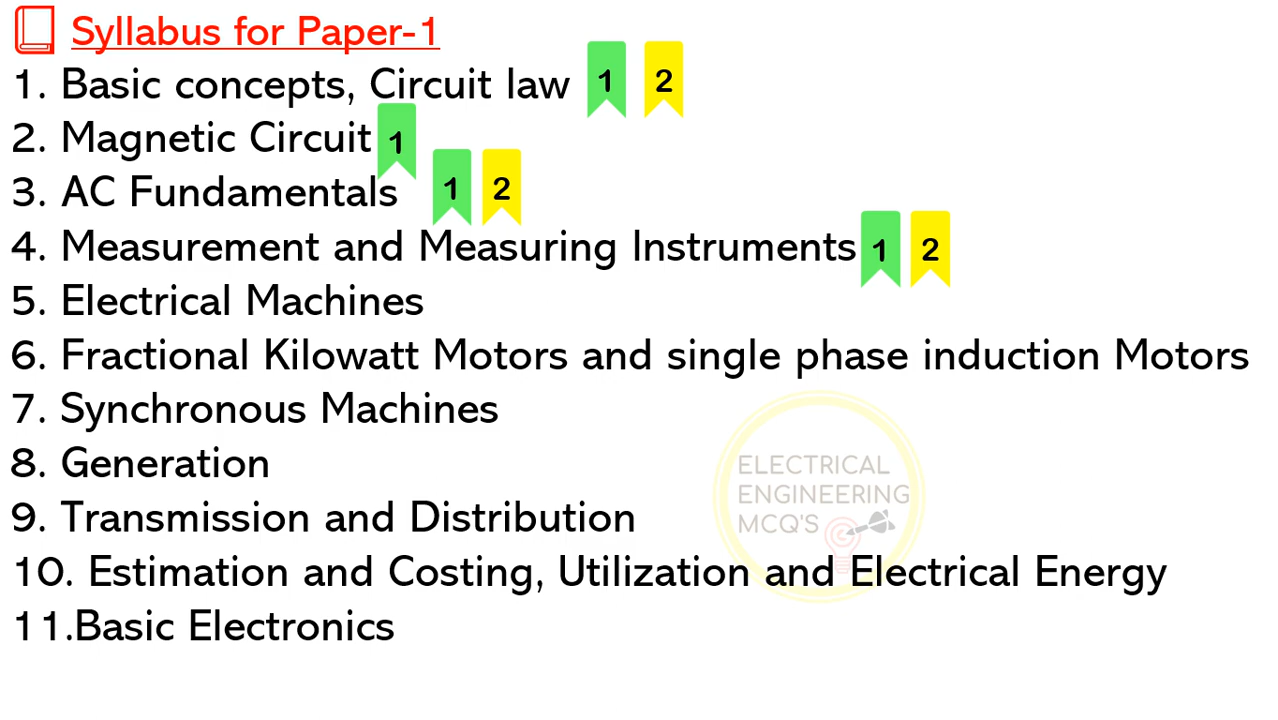 Syllabus for Paper-1
1. Basic concepts, Circuit law 1 2
2. Magnetic Circuit 1
3. AC Fundamentals 1 2
4. Measurement and Measuring Instruments 1 2
5. Electrical Machines
6. Fractional Kilowatt Motors and single phase induction Motors
7. Synchronous Machines
8. Generation
ELECTRICAL
ENGINEERING
MCQ'S
9. Transmission and Distribution
10. Estimation and Costing, Utilization and Electrical Energy
11.Basic Electronics